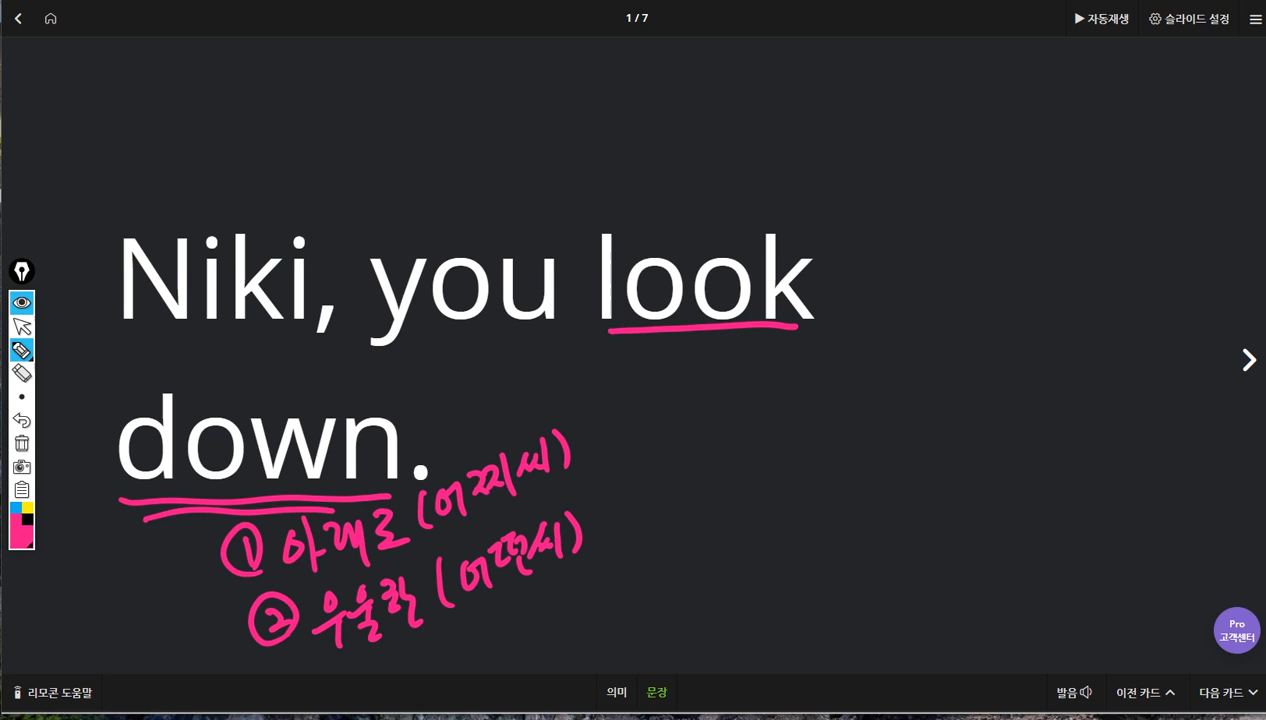 1 / 7
자동재생
슬라이드 설정
Niki, you look
down.
① 아래로 (어찌씨)
② 우울한 (어떤씨)
Pro
고객센터
리모콘 도움말
의미
문장
발음
이전 카드
다음 카드